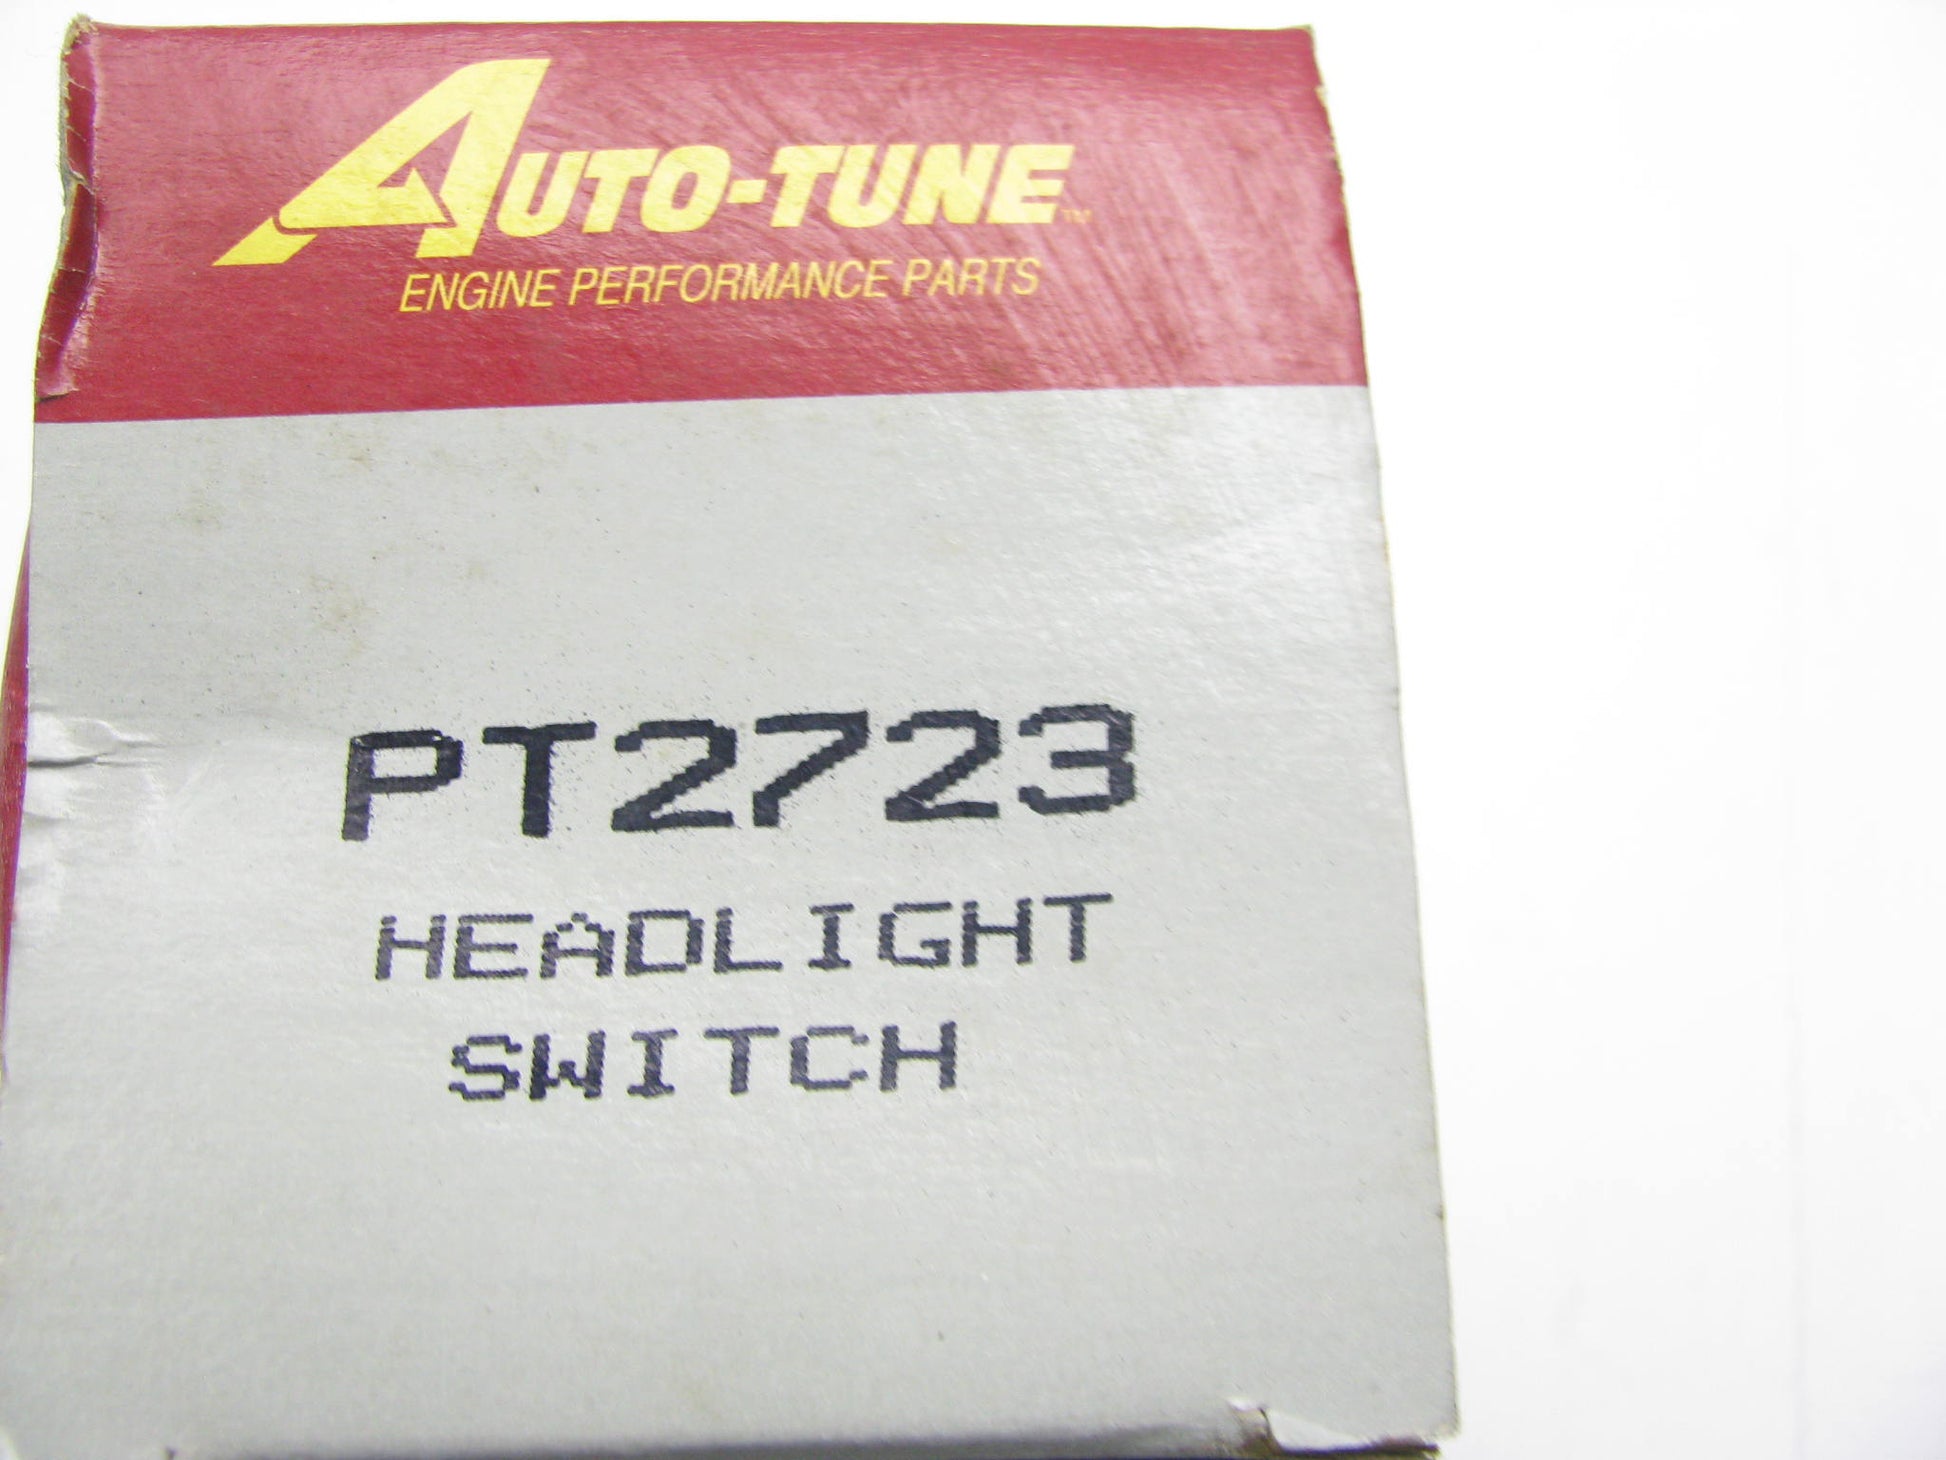 AUTO-TUNE™
ENGINE PERFORMANCE PARTS
PT2723
HEADLIGHT
SWITCH